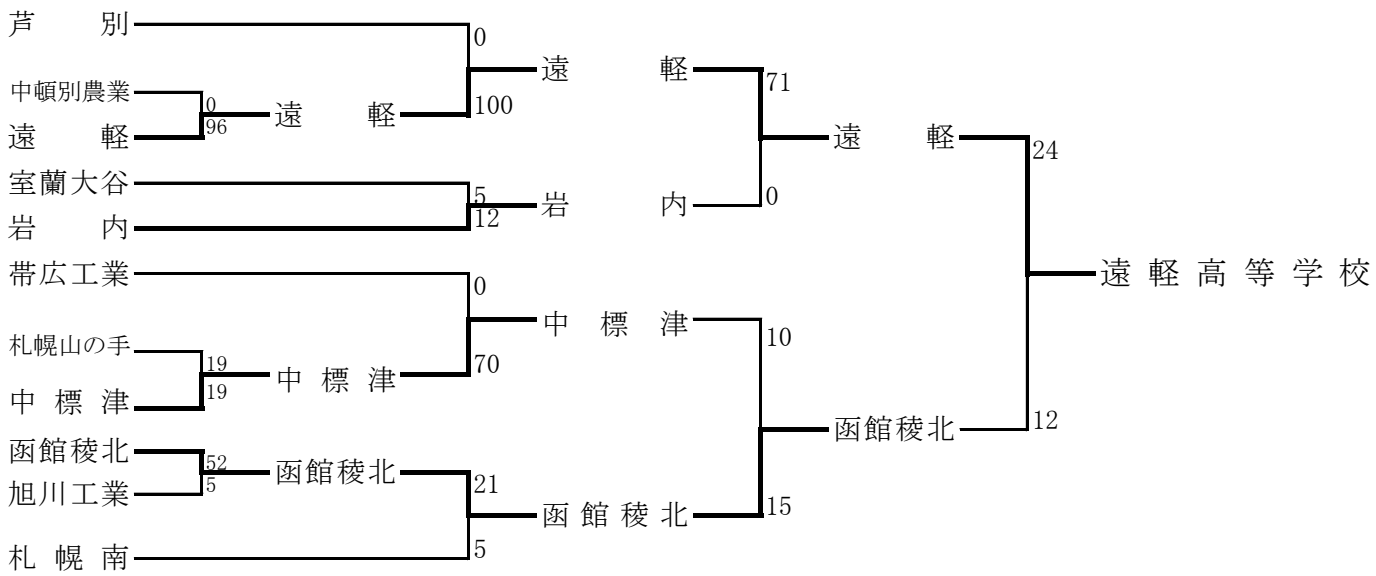 芦別
0
遠軽
軽
71
中頓別農業
0
遠軽
100
遠軽
96
遠軽
24
室蘭大谷
5
岩内
0
岩内
12
帯広工業
0
遠軽高等学校
中標津
10
札幌山の手
19
中標津
70
中標津
19
函館稜北
12
函館稜北
52
函館稜北
21
旭川工業
5
函館稜北
15
札幌南
5